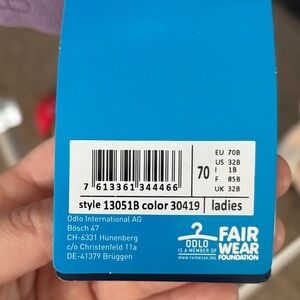 EU 70B
US 32B
I 1B
F 85B
UK 32B
70
7 613361 344466
style 13051B color 30419
ladies
Odlo International AG
Bösch 47
CH-6331 Hünenberg
c/o Christenfeld 11a
DE-41379 Brüggen
ODLO
IS A MEMBER OF
WWW.FAIRWEAR.ORG
FAIR
WEAR
FOUNDATION